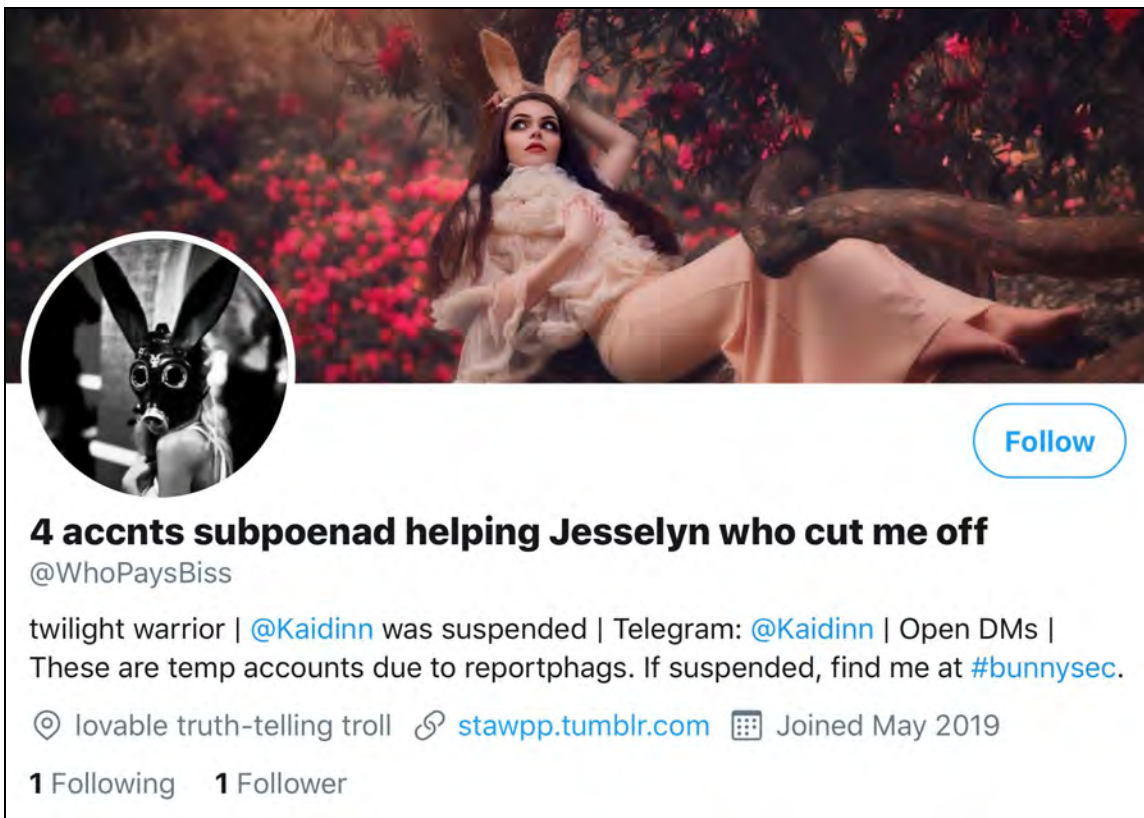 Follow
4 accnts subpoenad helping Jesselyn who cut me off
@WhoPaysBiss
twilight warrior | @Kaidinn was suspended | Telegram: @Kaidinn | Open DMs |
These are temp accounts due to reportphags. If suspended, find me at #bunnysec.
lovable truth-telling troll stawpp.tumblr.com Joined May 2019
1 Following 1 Follower